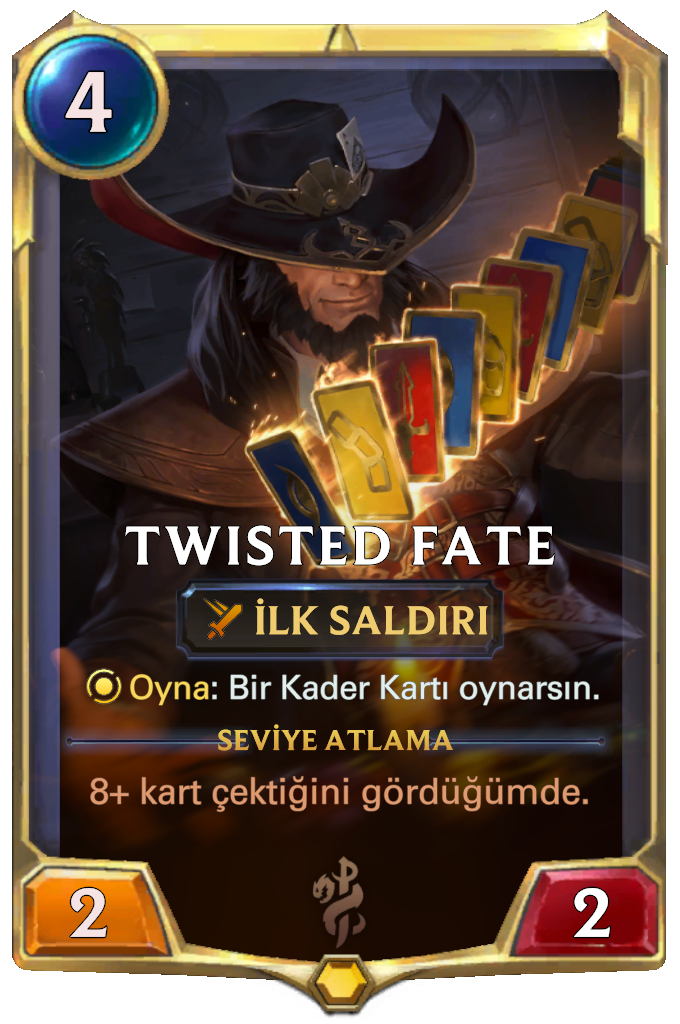 4
TWISTED FATE
İLK SALDIRI
Oyna: Bir Kader Kartı oynarsın.
SEVİYE ATLAMA
8+ kart çektiğini gördüğümde.
2
2